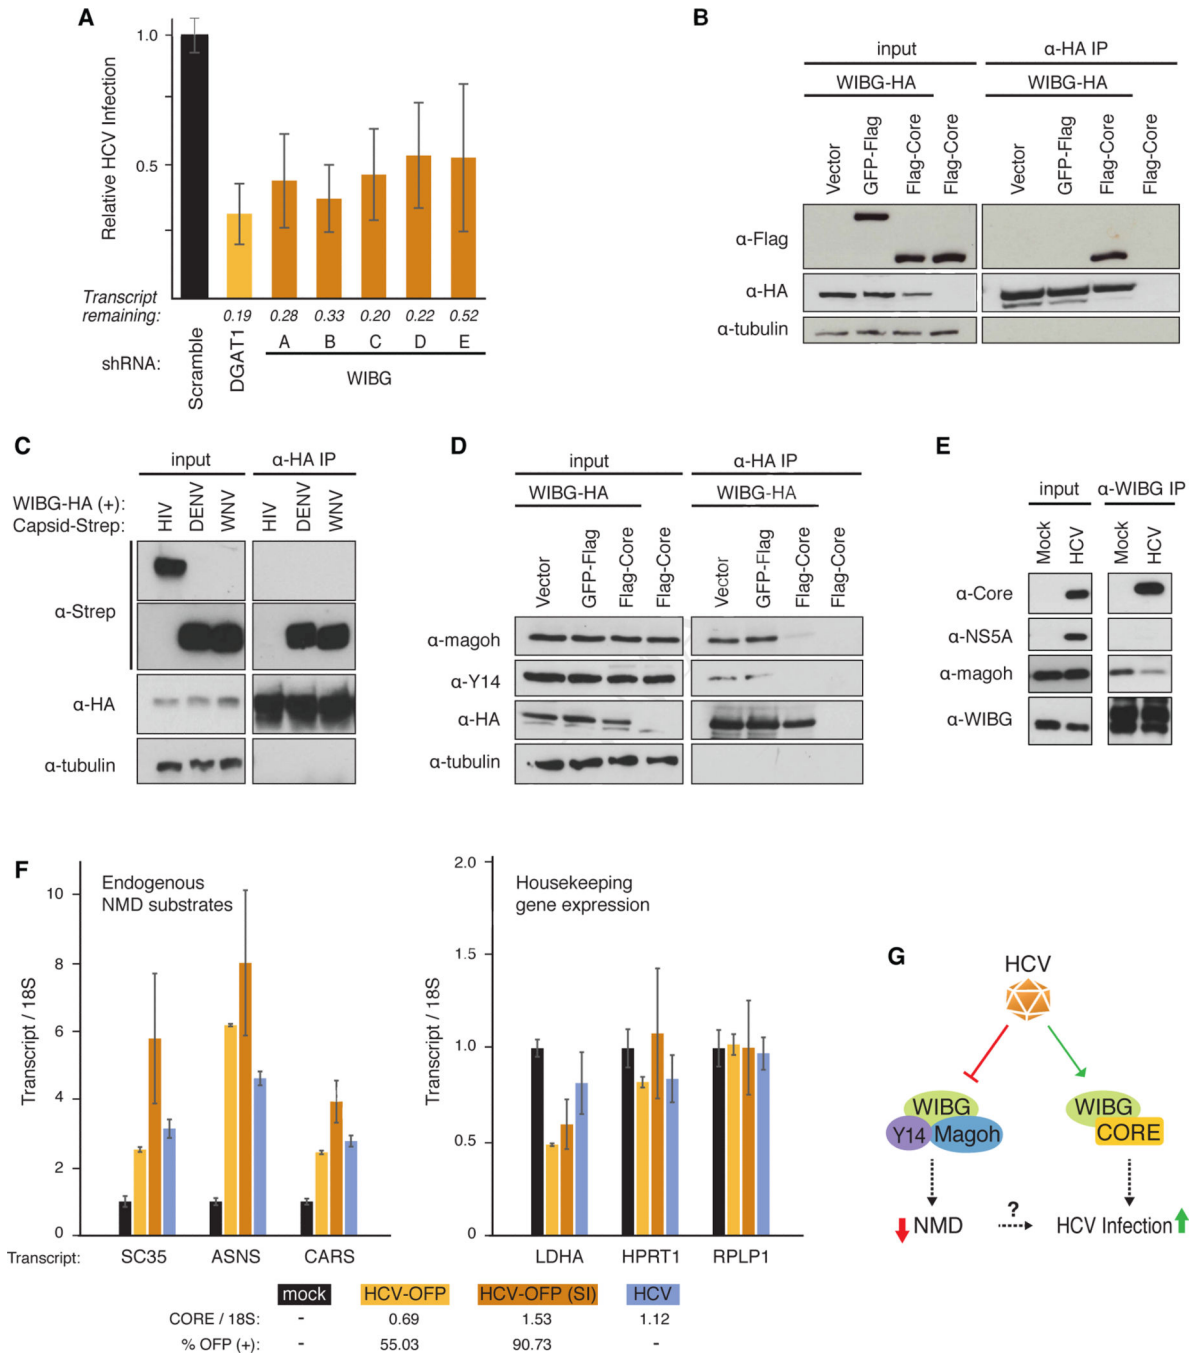 A
Relative HCV Infection
1.0
0.5
Transcript
remaining:
0.19 0.28 0.33 0.20 0.22 0.52
shRNA:
Scramble
DGAT1
A B C D E
WIBG
B
input α-HA IP
WIBG-HA WIBG-HA
Vector GFP-Flag Flag-Core Flag-Core Vector GFP-Flag Flag-Core Flag-Core
α-Flag
α-HA
α-tubulin
C
input α-HA IP
WIBG-HA (+):
Capsid-Strep:
HIV DENV WNV HIV DENV WNV
α-Strep
α-HA
α-tubulin
D
input α-HA IP
WIBG-HA WIBG-HA
Vector GFP-Flag Flag-Core Flag-Core Vector GFP-Flag Flag-Core Flag-Core
α-magoh
α-Y14
α-HA
α-tubulin
E
input α-WIBG IP
Mock HCV Mock HCV
α-Core
α-NS5A
α-magoh
α-WIBG
F
Endogenous
NMD substrates
Transcript / 18S
10
8
6
4
2
0
Transcript: SC35 ASNS CARS
Housekeeping
gene expression
Transcript / 18S
2.0
1.5
1.0
0.5
0
LDHA HPRT1 RPLP1
mock HCV-OFP HCV-OFP (SI) HCV
CORE / 18S: - 0.69 1.53 1.12
% OFP (+): - 55.03 90.73 -
G
HCV
WIBG
Y14 Magoh
WIBG
CORE
NMD ? HCV Infection